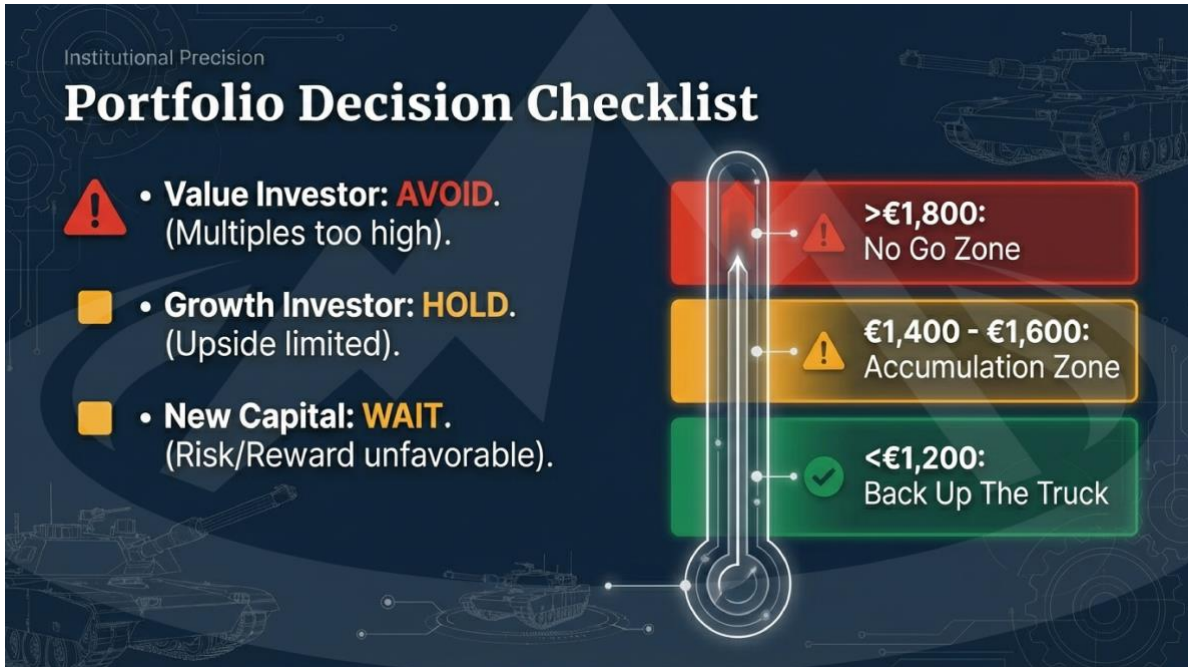 Institutional Precision
Portfolio Decision Checklist
• Value Investor: AVOID.
(Multiples too high).
• Growth Investor: HOLD.
(Upside limited).
• New Capital: WAIT.
(Risk/Reward unfavorable).
>€1,800:
No Go Zone
€1,400 - €1,600:
Accumulation Zone
<€1,200:
Back Up The Truck